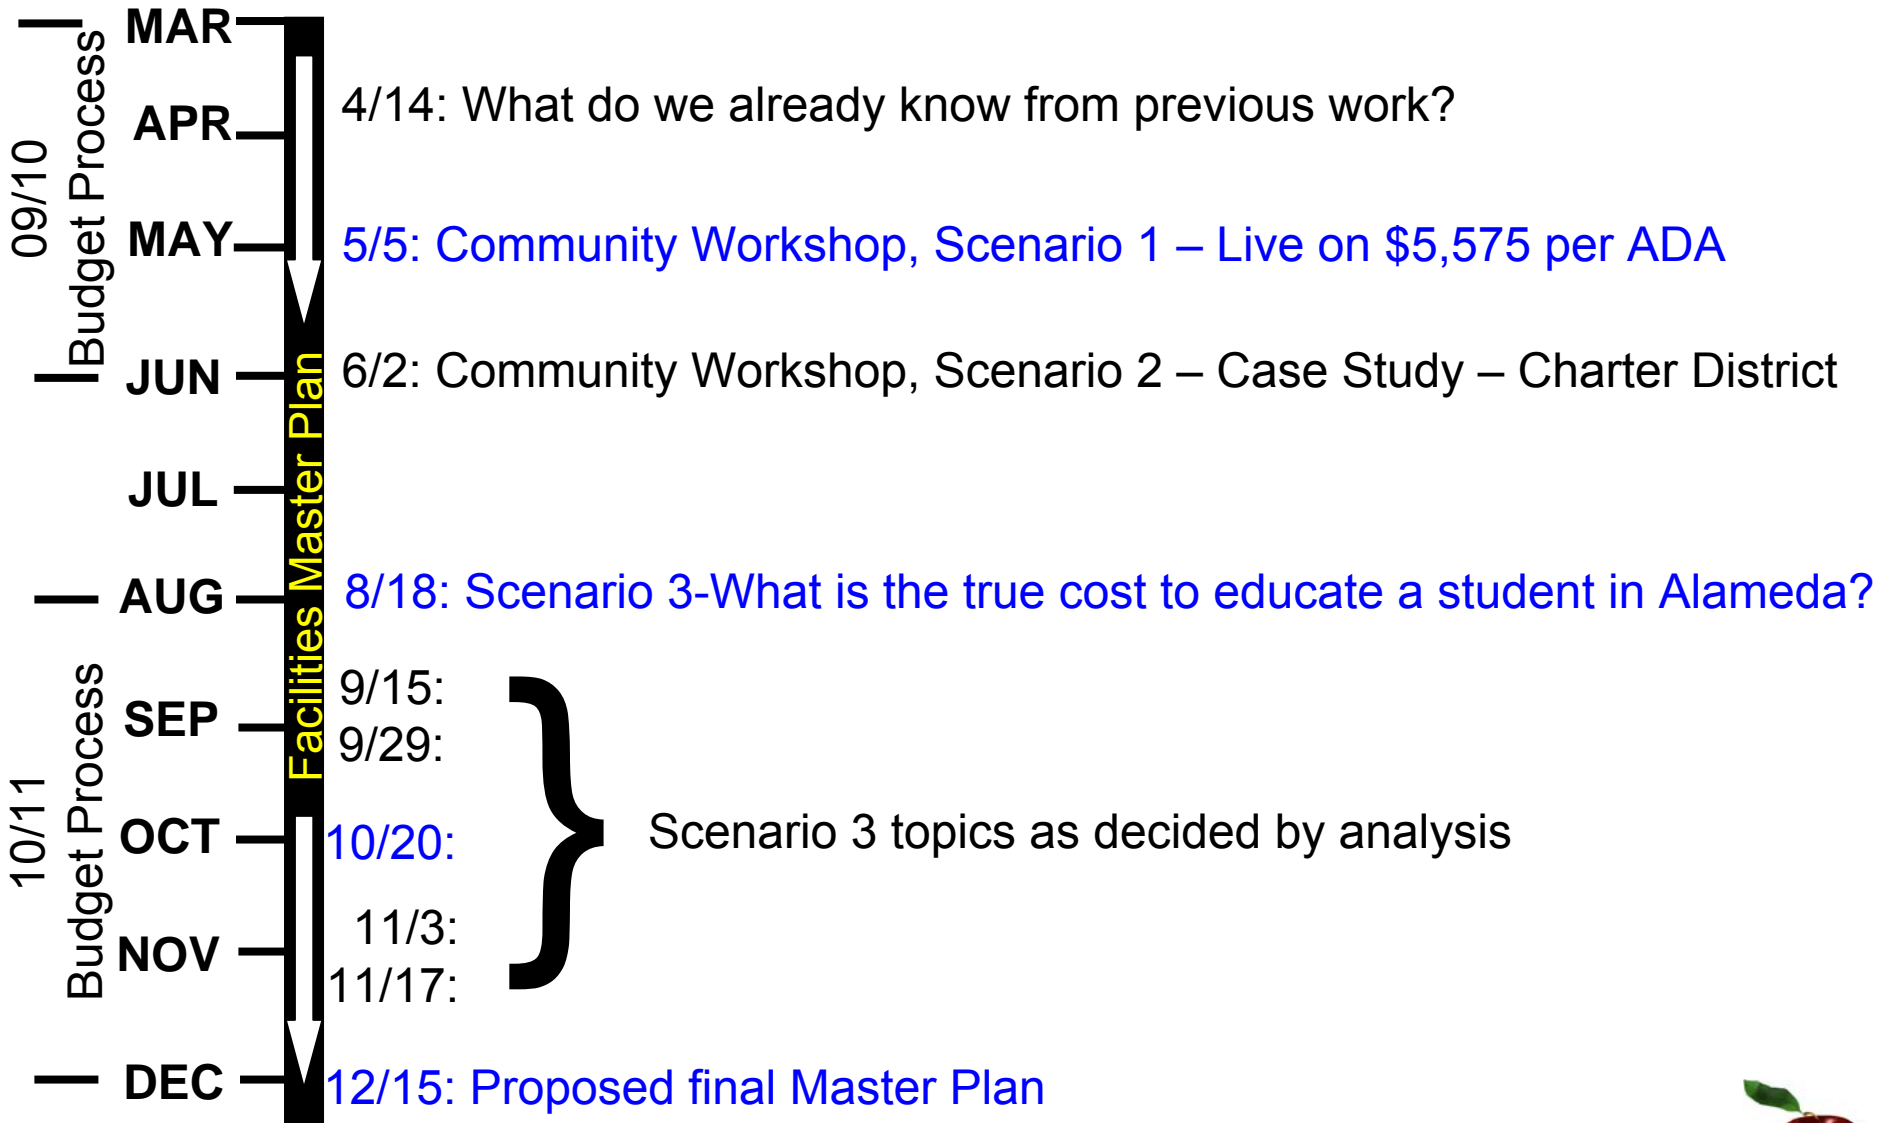 MAR
APR
4/14: What do we already know from previous work?
09/10
Budget Process
MAY
5/5: Community Workshop, Scenario 1 – Live on $5,575 per ADA
JUN
6/2: Community Workshop, Scenario 2 – Case Study – Charter District
Facilities Master Plan
JUL
AUG
8/18: Scenario 3-What is the true cost to educate a student in Alameda?
10/11
Budget Process
SEP
9/15:
9/29:
OCT
10/20:
Scenario 3 topics as decided by analysis
NOV
11/3:
11/17:
DEC
12/15: Proposed final Master Plan